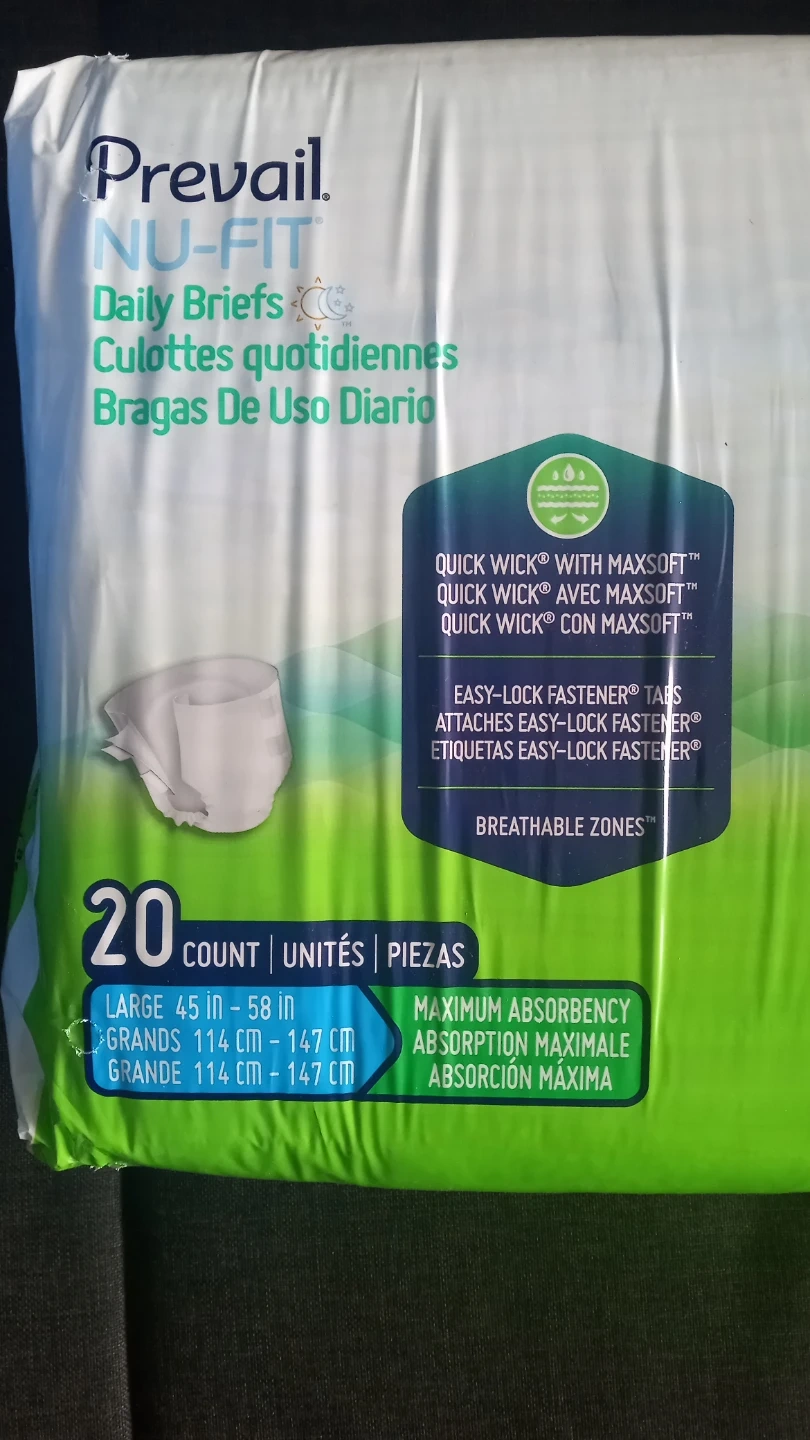 Prevail®
NU-FIT®
Daily Briefs ™
Culottes quotidiennes
Bragas De Uso Diario
QUICK WICK® WITH MAXSOFT™
QUICK WICK® AVEC MAXSOFT™
QUICK WICK® CON MAXSOFT™
EASY-LOCK FASTENER® TABS
ATTACHES EASY-LOCK FASTENER®
ETIQUETAS EASY-LOCK FASTENER®
BREATHABLE ZONES™
20 COUNT | UNITÉS | PIEZAS
LARGE 45 in - 58 in
GRANDS 114 cm - 147 cm
GRANDE 114 cm - 147 cm
MAXIMUM ABSORBENCY
ABSORPTION MAXIMALE
ABSORCIÓN MÁXIMA